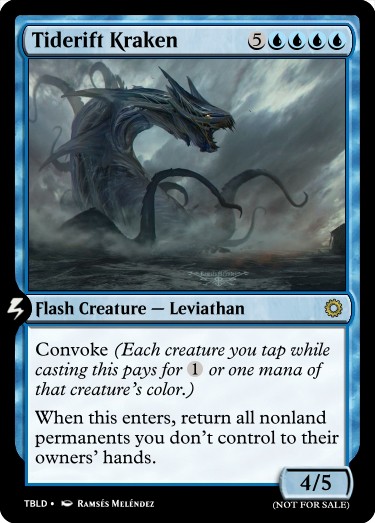 Tiderift Kraken 5
Flash Creature — Leviathan
Convoke (Each creature you tap while
casting this pays for 1 or one mana of
that creature's color.)
When this enters, return all nonland
permanents you don't control to their
owners' hands.
4/5
TBLD • Ramsés Meléndez (NOT FOR SALE)